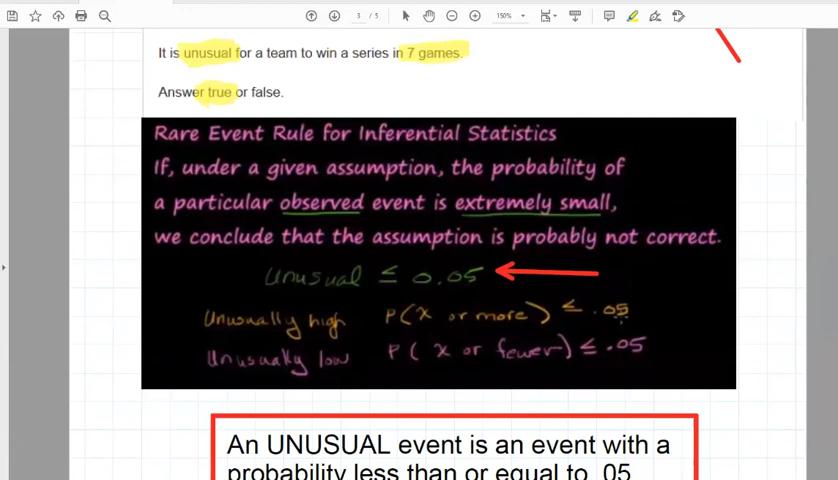 3 / 5
150%
It is unusual for a team to win a series in 7 games.
Answer true or false.
Rare Event Rule for Inferential Statistics
If, under a given assumption, the probability of
a particular observed event is extremely small,
we conclude that the assumption is probably not correct.
Unusual ≤ 0.05
Unusually high P(x or more) ≤ .05
Unusually low P(x or fewer) ≤ .05
An UNUSUAL event is an event with a
probability less than or equal to .05